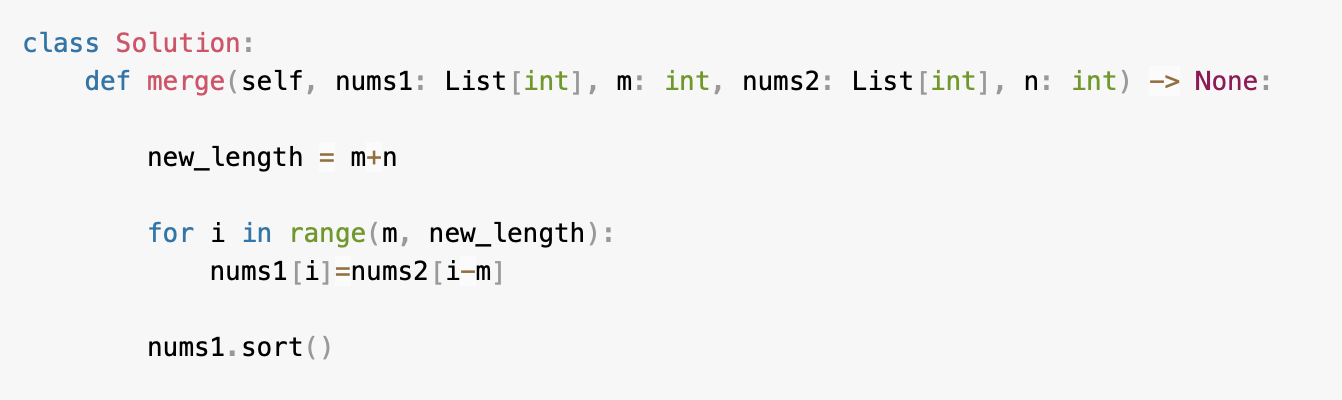 class Solution:
    def merge(self, nums1: List[int], m: int, nums2: List[int], n: int) -> None:
        new_length = m+n
        for i in range(m, new_length):
            nums1[i]=nums2[i-m]
        nums1.sort()